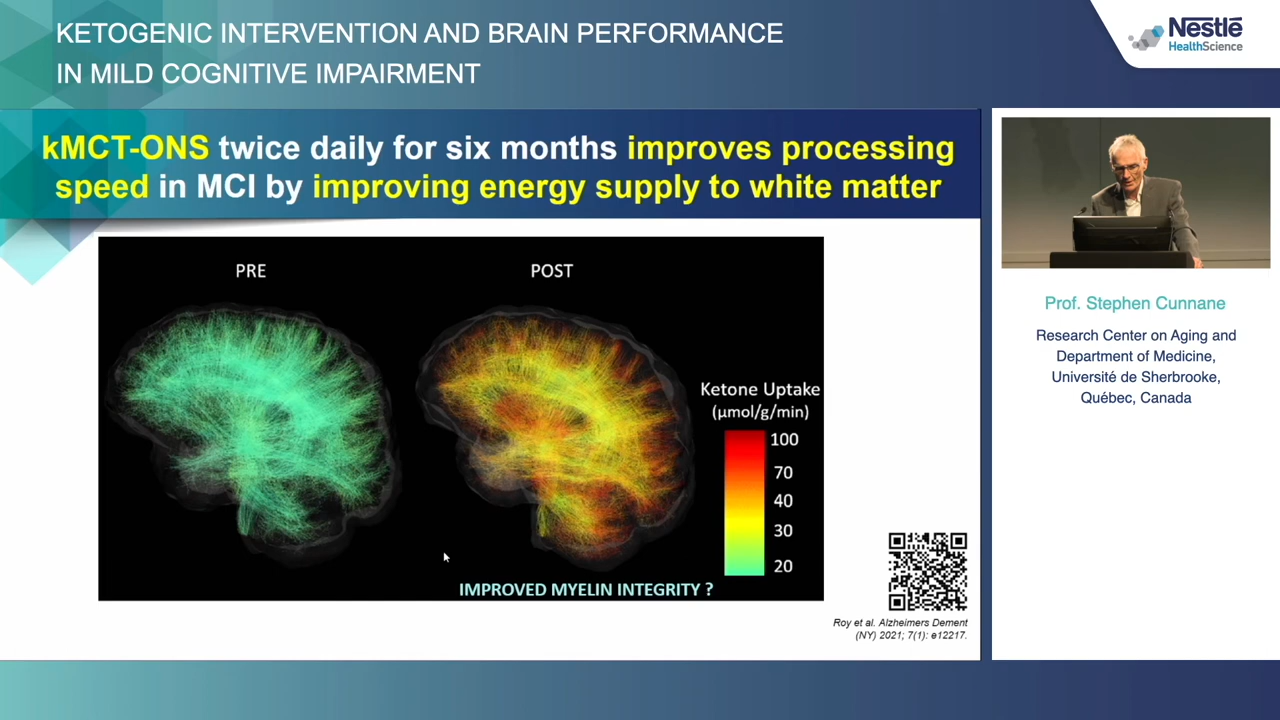 KETOGENIC INTERVENTION AND BRAIN PERFORMANCE
IN MILD COGNITIVE IMPAIRMENT
Nestlé
HealthScience
kMCT-ONS twice daily for six months improves processing
speed in MCI by improving energy supply to white matter
PRE
POST
Ketone Uptake
(µmol/g/min)
100
70
40
30
20
IMPROVED MYELIN INTEGRITY ?
Roy et al. Alzheimers Dement
(NY) 2021; 7(1): e12217.
Prof. Stephen Cunnane
Research Center on Aging and
Department of Medicine,
Université de Sherbrooke,
Québec, Canada